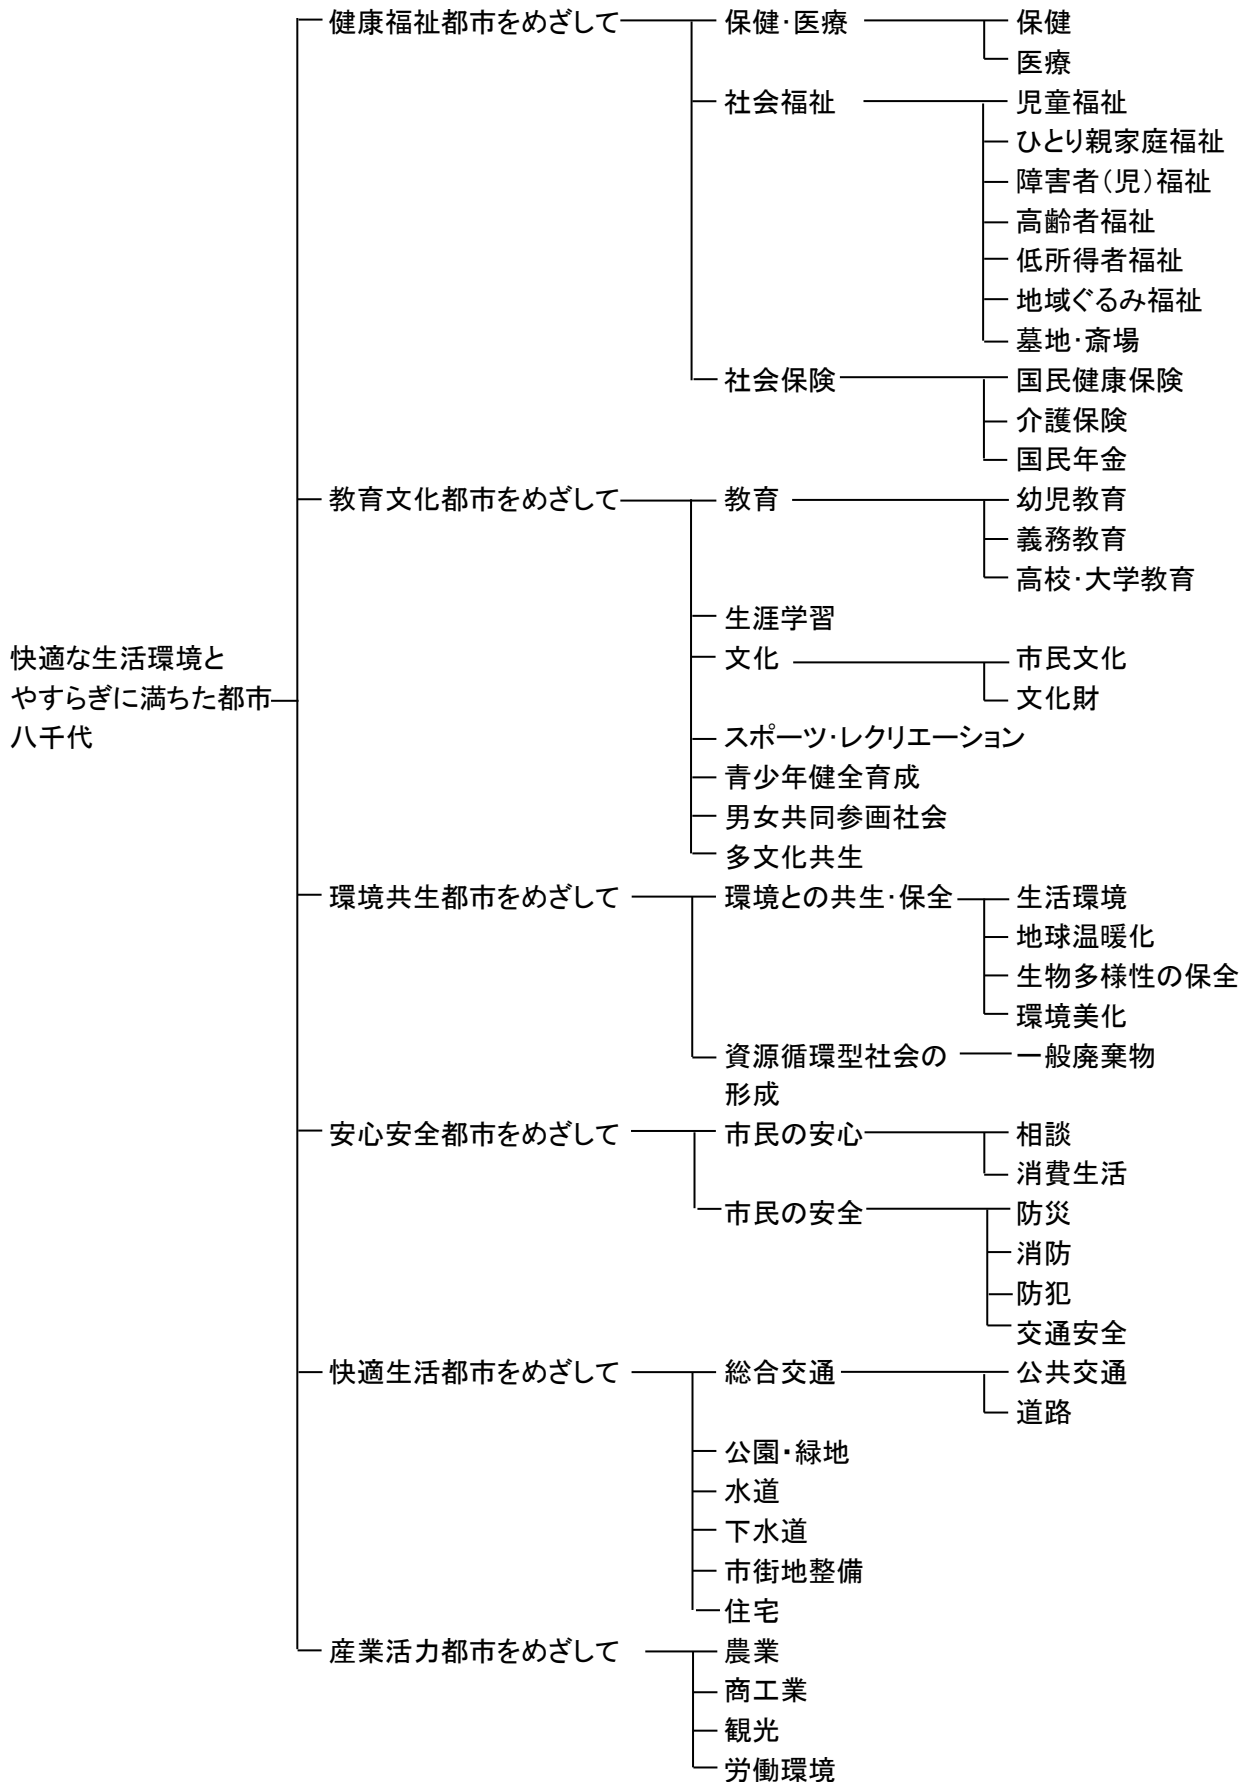 健康福祉都市をめざして 保健・医療 保健
医療
社会福祉 児童福祉
ひとり親家庭福祉
障害者（児）福祉
高齢者福祉
低所得者福祉
地域ぐるみ福祉
墓地・斎場
社会保険 国民健康保険
介護保険
国民年金
教育文化都市をめざして 教育 幼児教育
義務教育
高校・大学教育
生涯学習
快適な生活環境と
やすらぎに満ちた都市
八千代
文化 市民文化
文化財
スポーツ・レクリエーション
青少年健全育成
男女共同参画社会
多文化共生
環境共生都市をめざして 環境との共生・保全 生活環境
地球温暖化
生物多様性の保全
環境美化
資源循環型社会の 一般廃棄物
形成
安心安全都市をめざして 市民の安心 相談
消費生活
市民の安全 防災
消防
防犯
交通安全
快適生活都市をめざして 総合交通 公共交通
道路
公園・緑地
水道
下水道
市街地整備
住宅
産業活力都市をめざして 農業
商工業
観光
労働環境